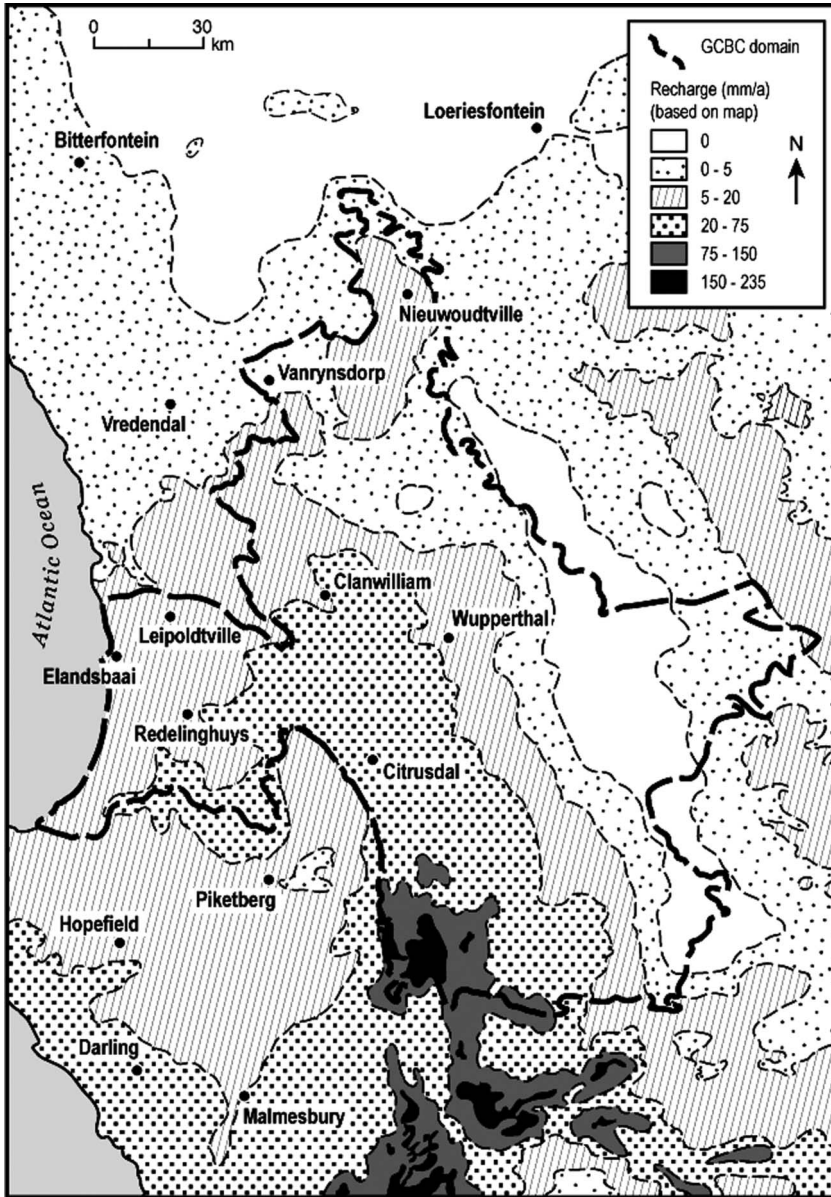 0 30
km
GCBC domain
Recharge (mm/a)
(based on map)
0
0 - 5
5 - 20
20 - 75
75 - 150
150 - 235
N
Loeriesfontein
Bitterfontein
Nieuwoudtville
Vanrynsdorp
Vredendal
Atlantic Ocean
Clanwilliam
Leipoldtville
Wupperthal
Elandsbaai
Redelinghuys
Citrusdal
Piketberg
Hopefield
Darling
Malmesbury